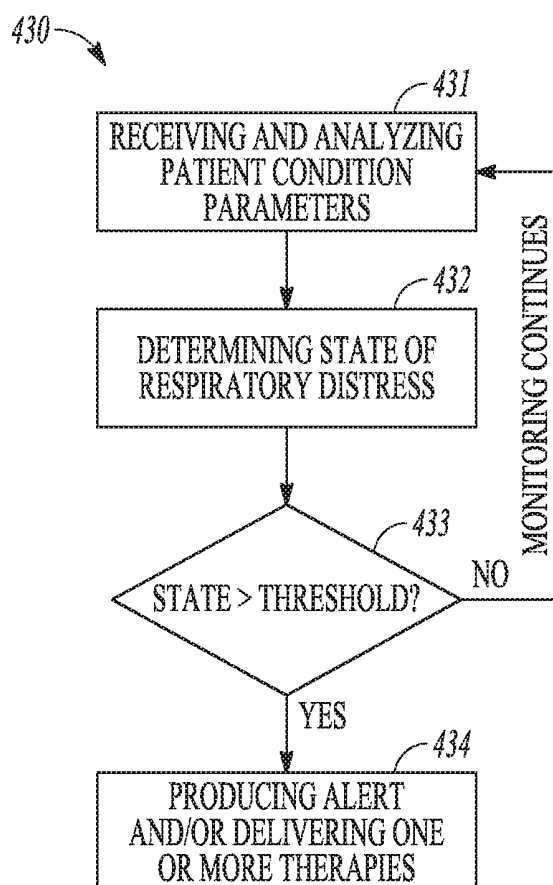 430
431
RECEIVING AND ANALYZING
PATIENT CONDITION
PARAMETERS
432
DETERMINING STATE OF
RESPIRATORY DISTRESS
MONITORING CONTINUES
433
STATE > THRESHOLD?
NO
YES
434
PRODUCING ALERT
AND/OR DELIVERING ONE
OR MORE THERAPIES